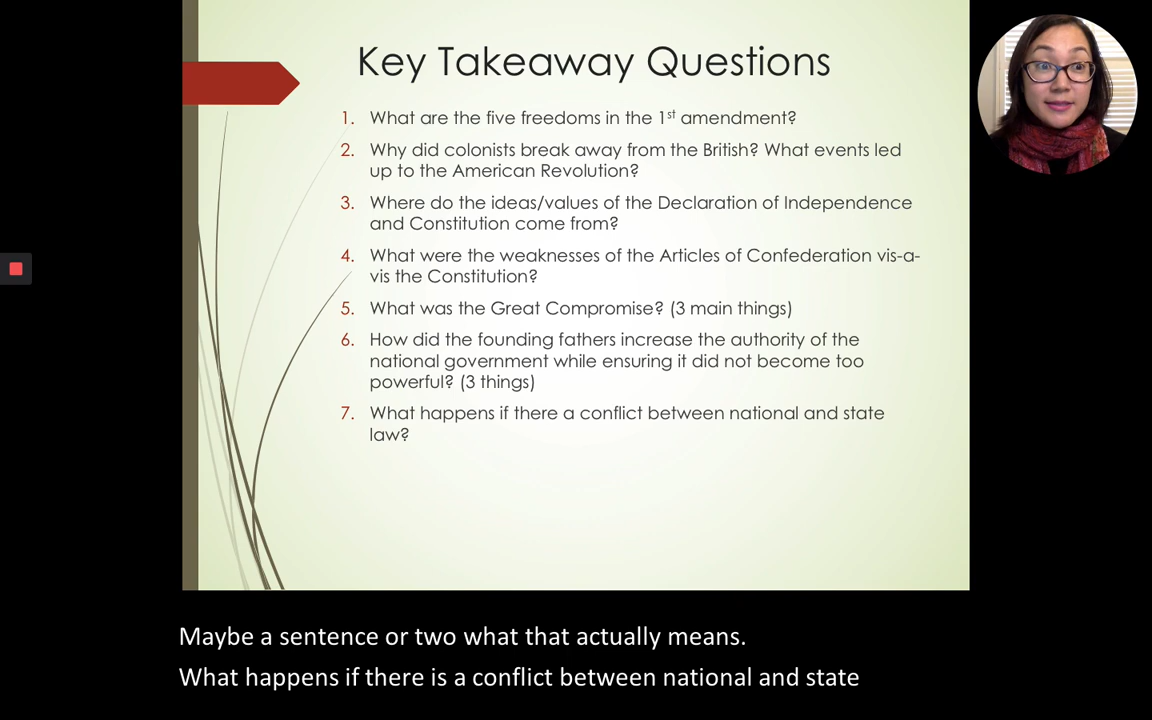 Key Takeaway Questions
1. What are the five freedoms in the 1st amendment?
2. Why did colonists break away from the British? What events led
up to the American Revolution?
3. Where do the ideas/values of the Declaration of Independence
and Constitution come from?
4. What were the weaknesses of the Articles of Confederation vis-a-
vis the Constitution?
5. What was the Great Compromise? (3 main things)
6. How did the founding fathers increase the authority of the
national government while ensuring it did not become too
powerful? (3 things)
7. What happens if there a conflict between national and state
law?
Maybe a sentence or two what that actually means.
What happens if there is a conflict between national and state